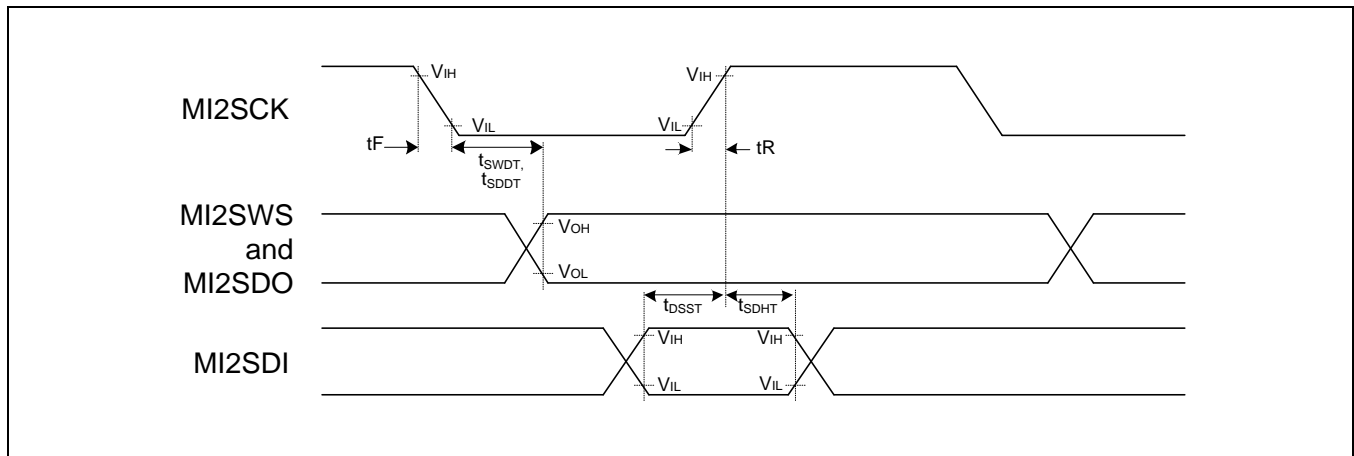 MI2SCK
VIH
VIH
VIL
VIL
tF
tR
tSWDT,
tSDDT
MI2SWS
and
MI2SDO
VOH
VOL
tDSST
tSDHT
MI2SDI
VIH
VIH
VIL
VIL